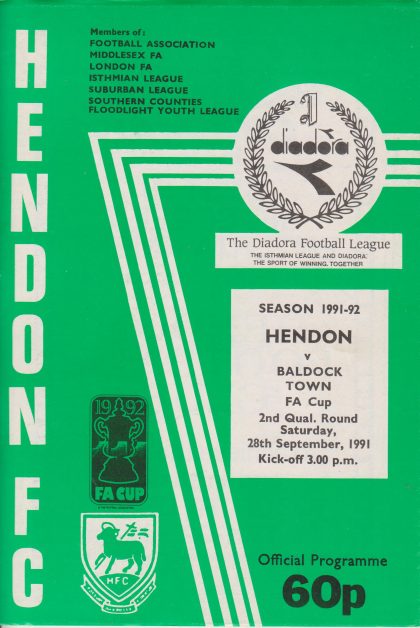 HENDON FC
Members of:
FOOTBALL ASSOCIATION
MIDDLESEX FA
LONDON FA
ISTHMIAN LEAGUE
SUBURBAN LEAGUE
SOUTHERN COUNTIES
FLOODLIGHT YOUTH LEAGUE
diadora
The Diadora Football League
THE ISTHMIAN LEAGUE AND DIADORA:
THE SPORT OF WINNING, TOGETHER
SEASON 1991-92
HENDON
v
BALDOCK
TOWN
FA Cup
2nd Qual. Round
Saturday,
28th September, 1991
Kick-off 3.00 p.m.
1992
FA CUP
HFC
Official Programme
60p